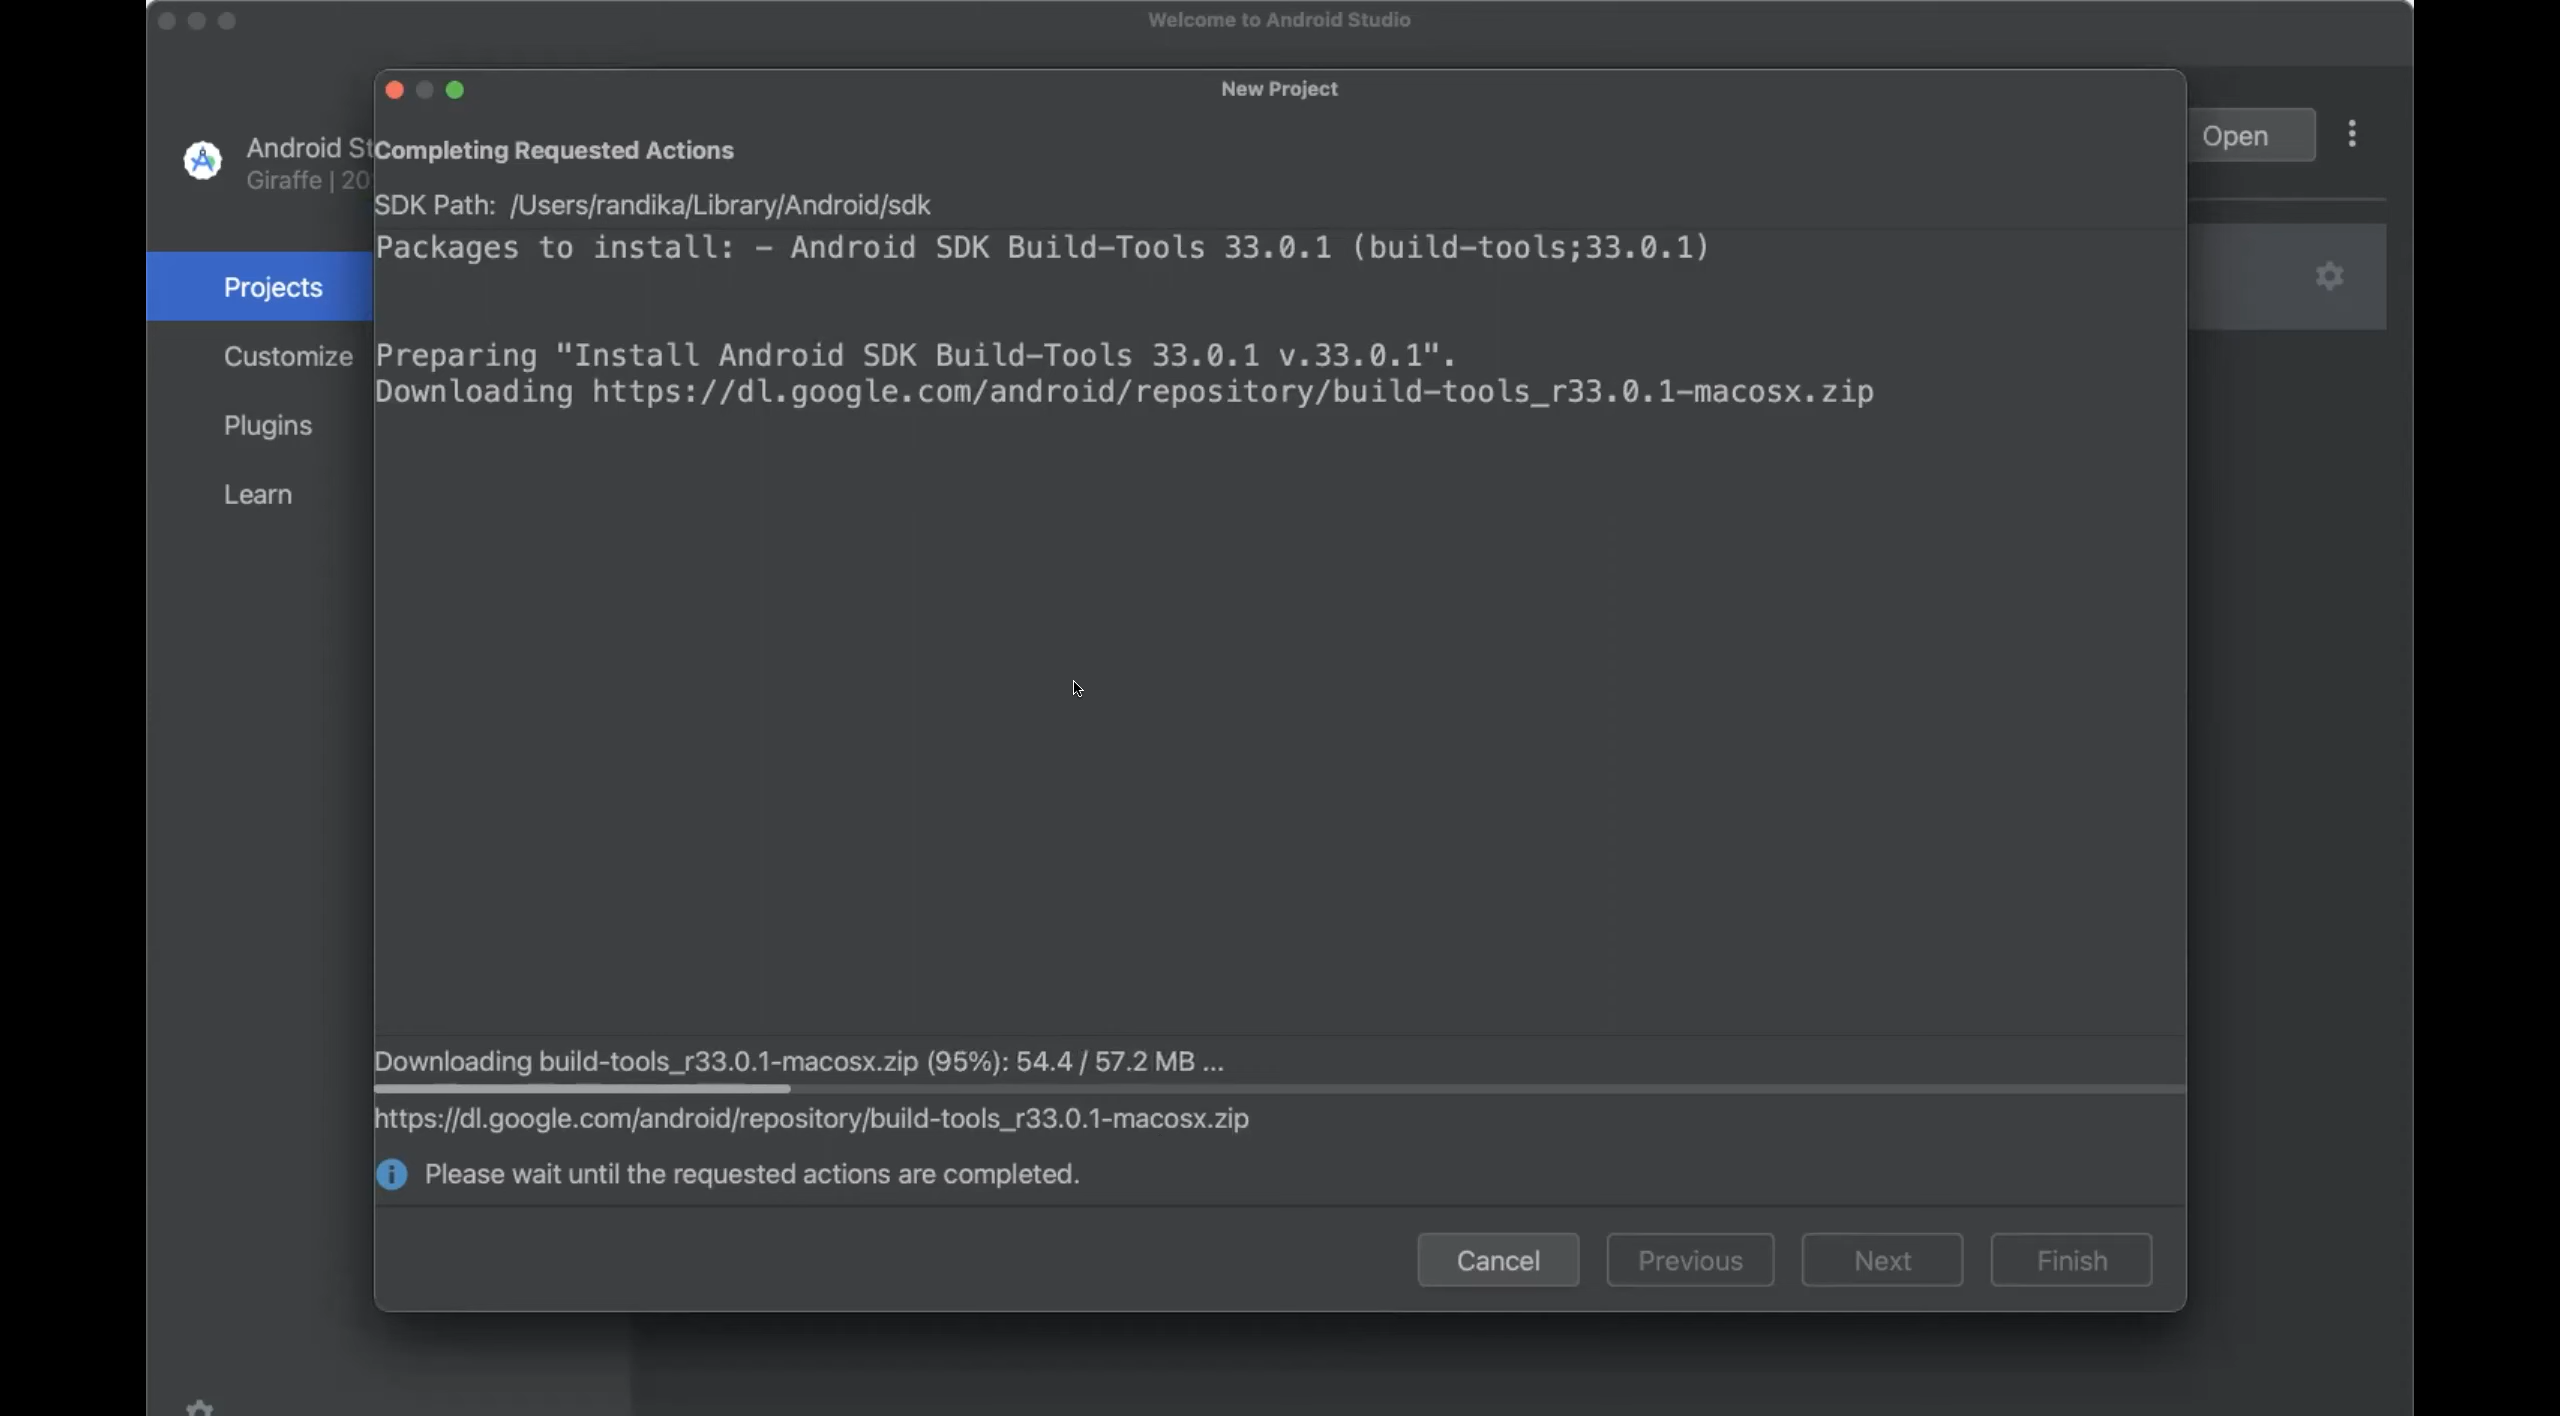 Welcome to Android Studio
New Project
Android St
Giraffe | 20
Open
Projects
Customize
Plugins
Learn
Completing Requested Actions
SDK Path: /Users/randika/Library/Android/sdk
Packages to install: - Android SDK Build-Tools 33.0.1 (build-tools;33.0.1)
Preparing "Install Android SDK Build-Tools 33.0.1 v.33.0.1".
Downloading https://dl.google.com/android/repository/build-tools_r33.0.1-macosx.zip
Downloading build-tools_r33.0.1-macosx.zip (95%): 54.4 / 57.2 MB ...
https://dl.google.com/android/repository/build-tools_r33.0.1-macosx.zip
Please wait until the requested actions are completed.
Cancel
Previous
Next
Finish